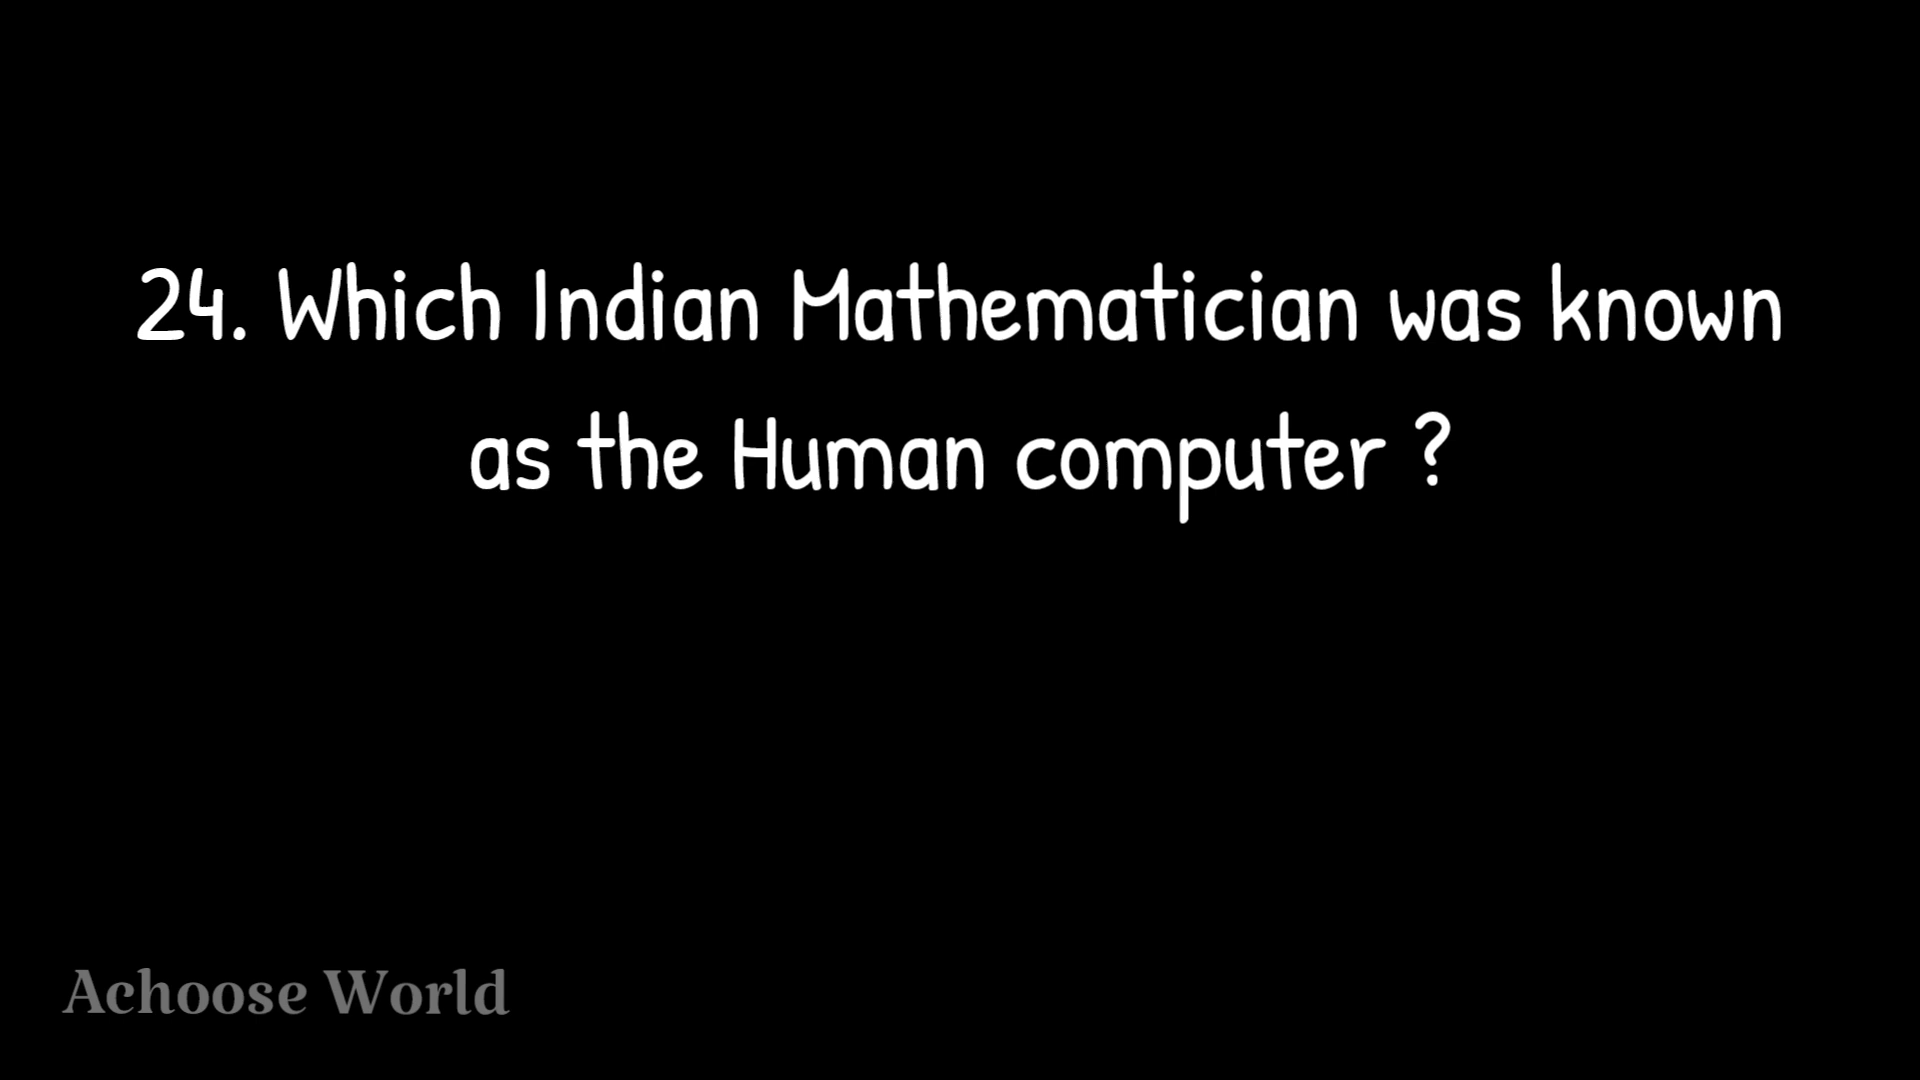 24. Which Indian Mathematician was known
as the Human computer ?
Achoose World